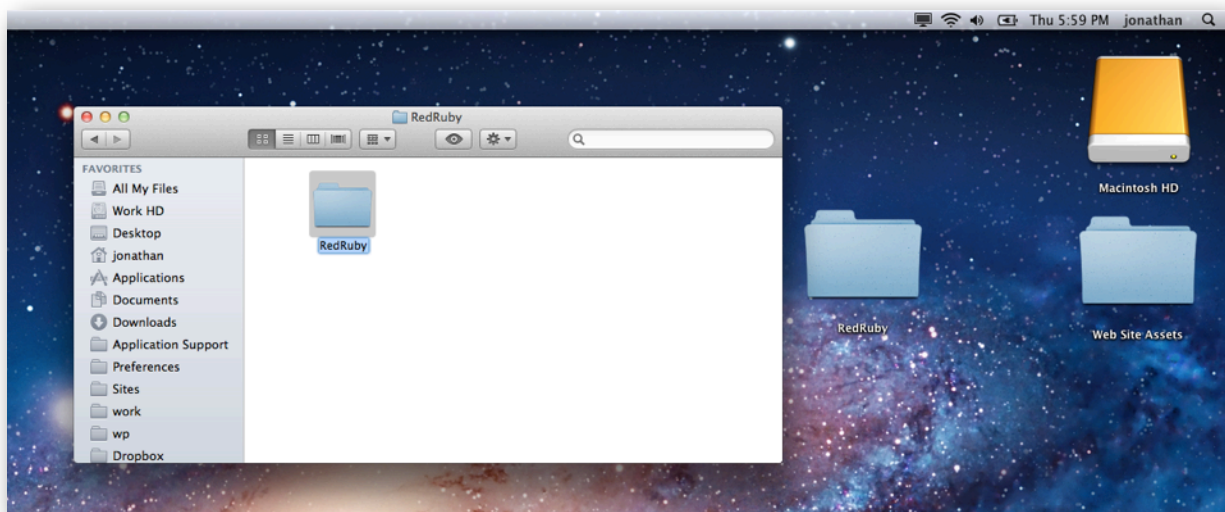 Thu 5:59 PM jonathan
RedRuby
FAVORITES
All My Files
Work HD
Desktop
jonathan
Applications
Documents
Downloads
Application Support
Preferences
Sites
work
wp
Dropbox
RedRuby
Macintosh HD
RedRuby
Web Site Assets